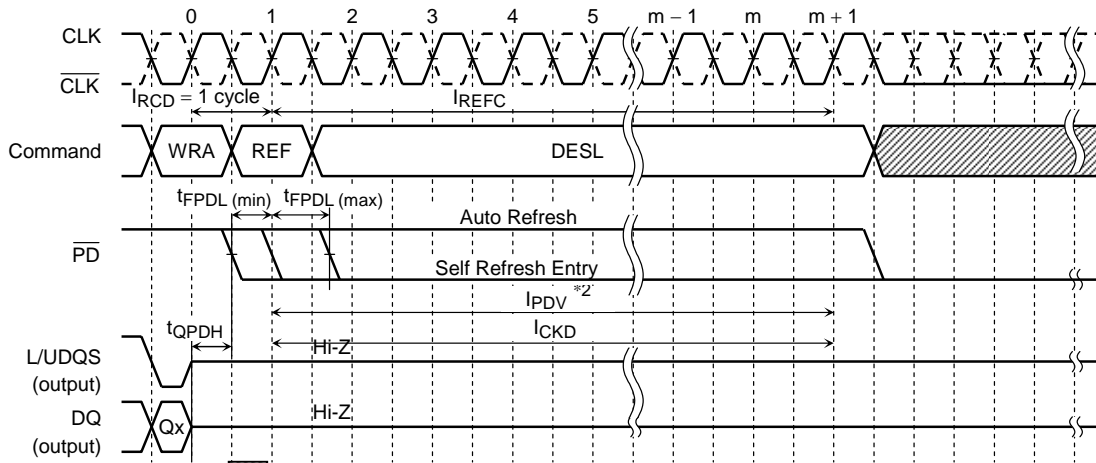 0 1 2 3 4 5 m − 1 m m + 1
CLK
CLK
IRCD = 1 cycle IREFC
Command WRA REF DESL
tFPDL (min) tFPDL (max) Auto Refresh
PD
Self Refresh Entry
IPDV *2
tQPDH ICKD
L/UDQS Hi-Z
(output)
DQ Qx Hi-Z
(output)